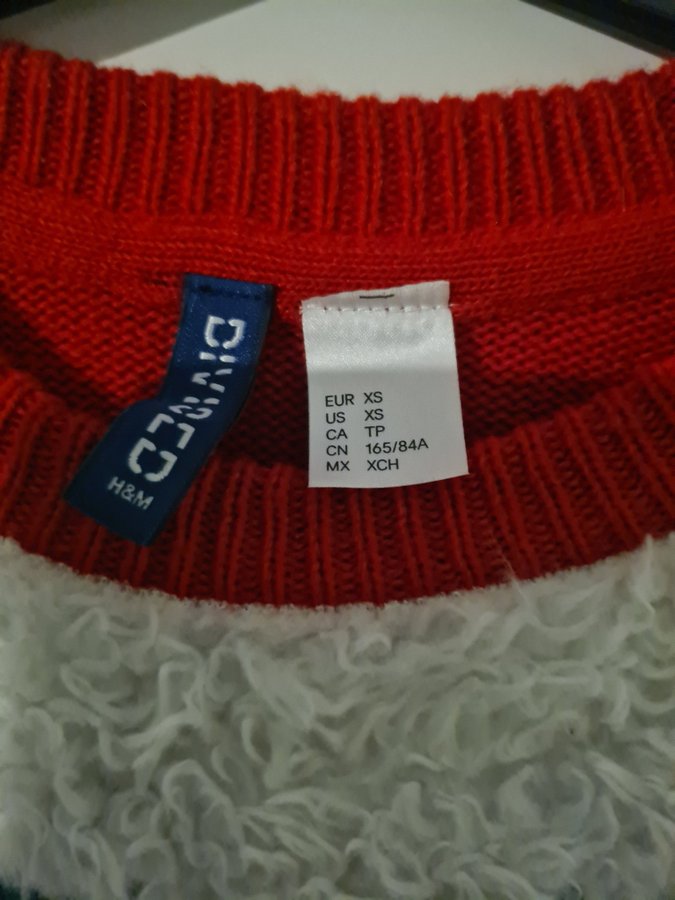 DIVIDED
H&M
EUR XS
US XS
CA TP
CN 165/84A
MX XCH